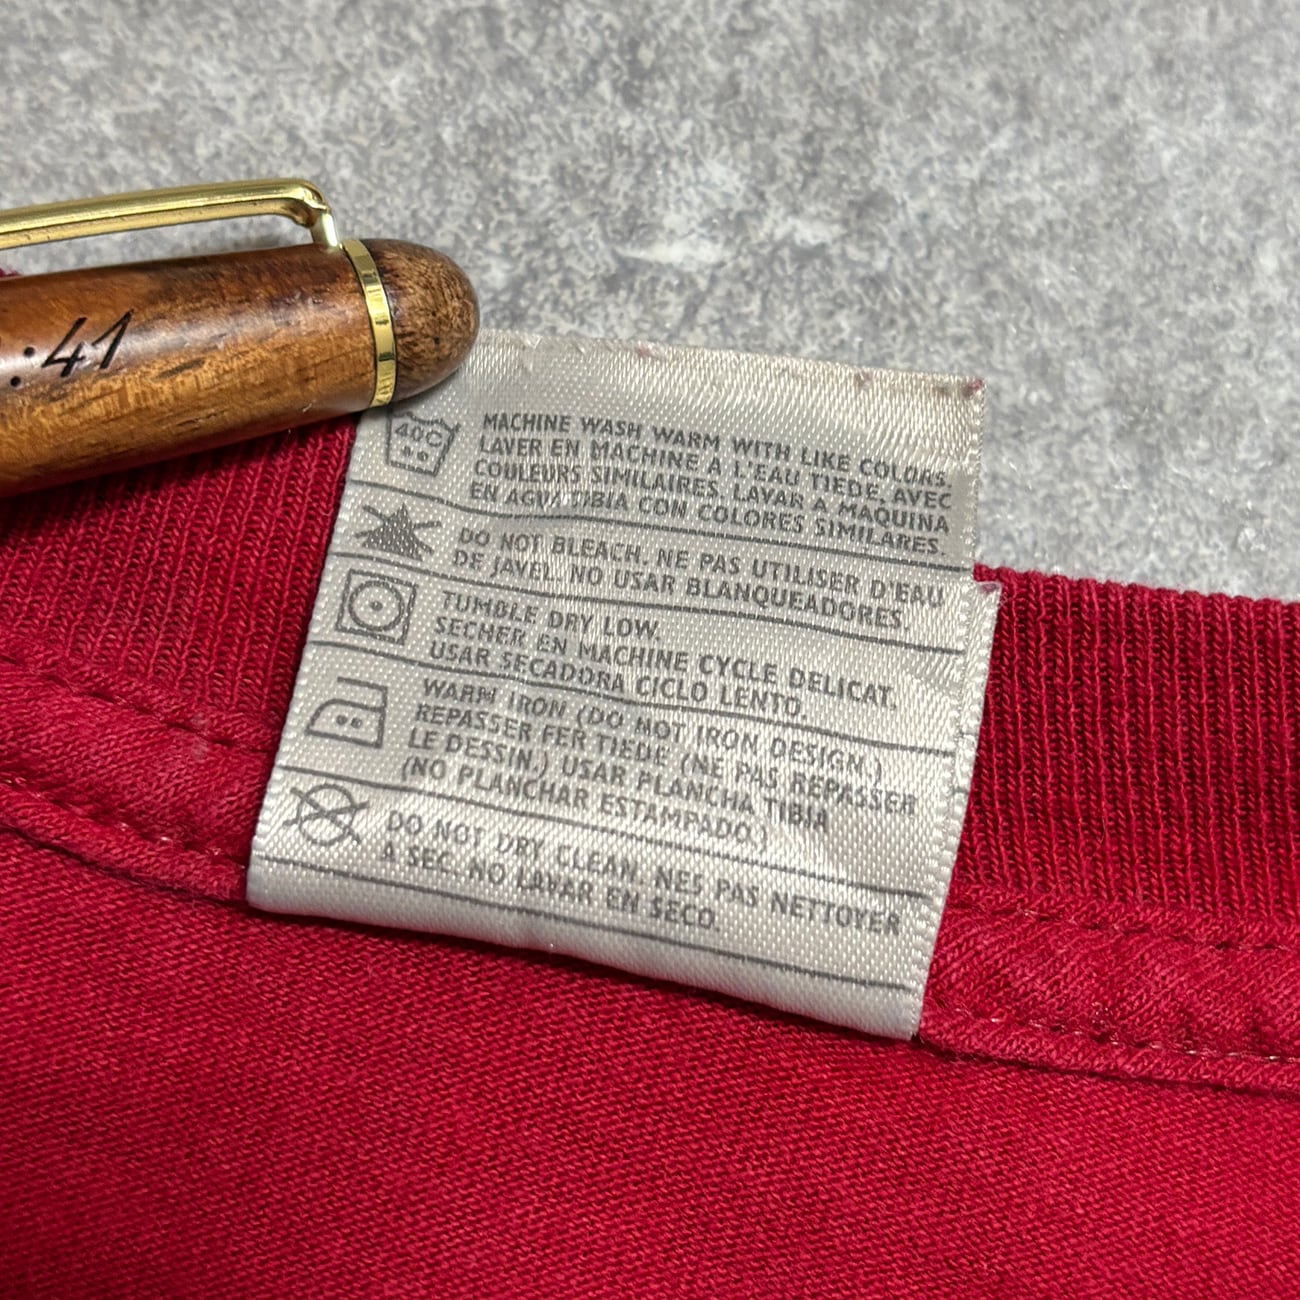 :41
40C
MACHINE WASH WARM WITH LIKE COLORS.
LAVER EN MACHINE A L'EAU TIEDE, AVEC
COULEURS SIMILAIRES. LAVAR A MAQUINA
EN AGUA TIBIA CON COLORES SIMILARES.
DO NOT BLEACH. NE PAS UTILISER D'EAU
DE JAVEL. NO USAR BLANQUEADORES.
TUMBLE DRY LOW.
SECHER EN MACHINE CYCLE DELICAT.
USAR SECADORA CICLO LENTO.
WARM IRON (DO NOT IRON DESIGN.)
REPASSER FER TIEDE (NE PAS REPASSER
LE DESSIN.) USAR PLANCHA TIBIA
(NO PLANCHAR ESTAMPADO.)
DO NOT DRY CLEAN. NES PAS NETTOYER
A SEC. NO LAVAR EN SECO.